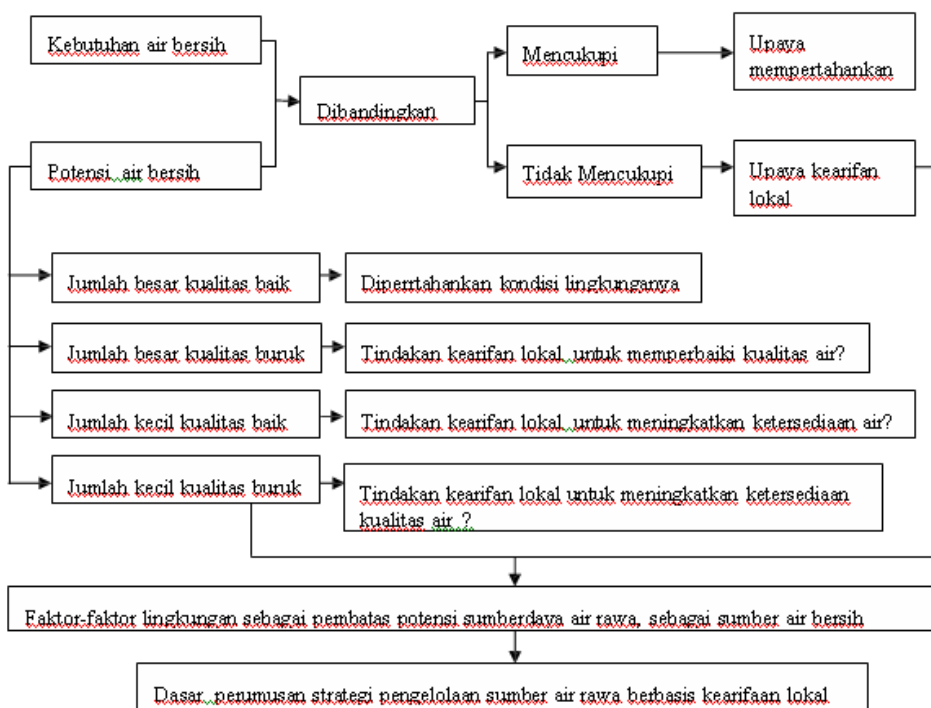 Kebutuhan air bersih
Mencukupi
Upaya
mempertahankan
Dibandingkan
Potensi air bersih
Tidak Mencukupi
Upaya kearifan
lokal
Jumlah besar kualitas baik
Diperrtahankan kondisi lingkunganya
Jumlah besar kualitas buruk
Tindakan kearifan lokal untuk memperbaiki kualitas air?
Jumlah kecil kualitas baik
Tindakan kearifan lokal untuk meningkatkan ketersediaan air?
Jumlah kecil kualitas buruk
Tindakan kearifan lokal untuk meningkatkan ketersediaan
kualitas air ?
Faktor-faktor lingkungan sebagai pembatas potensi sumberdaya air rawa, sebagai sumber air bersih
Dasar perumusan strategi pengelolaan sumber air rawa berbasis kearifaan lokal